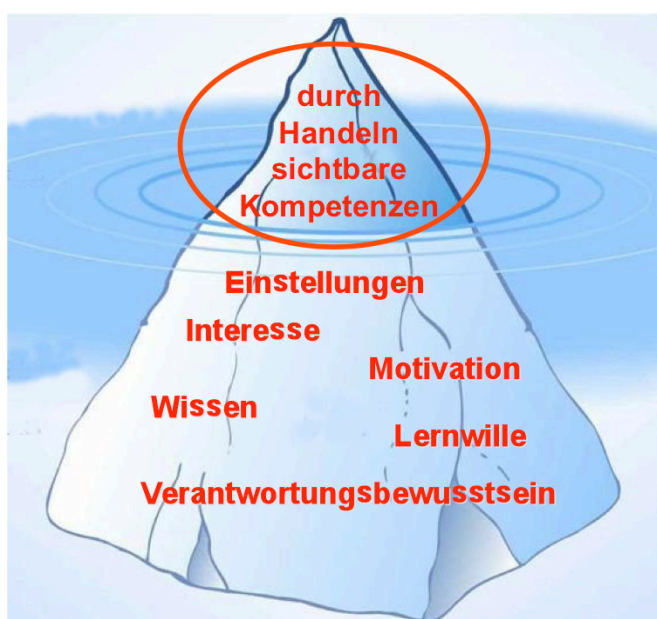 durch
Handeln
sichtbare
Kompetenzen
Einstellungen
Interesse
Motivation
Wissen
Lernwille
Verantwortungsbewusstsein